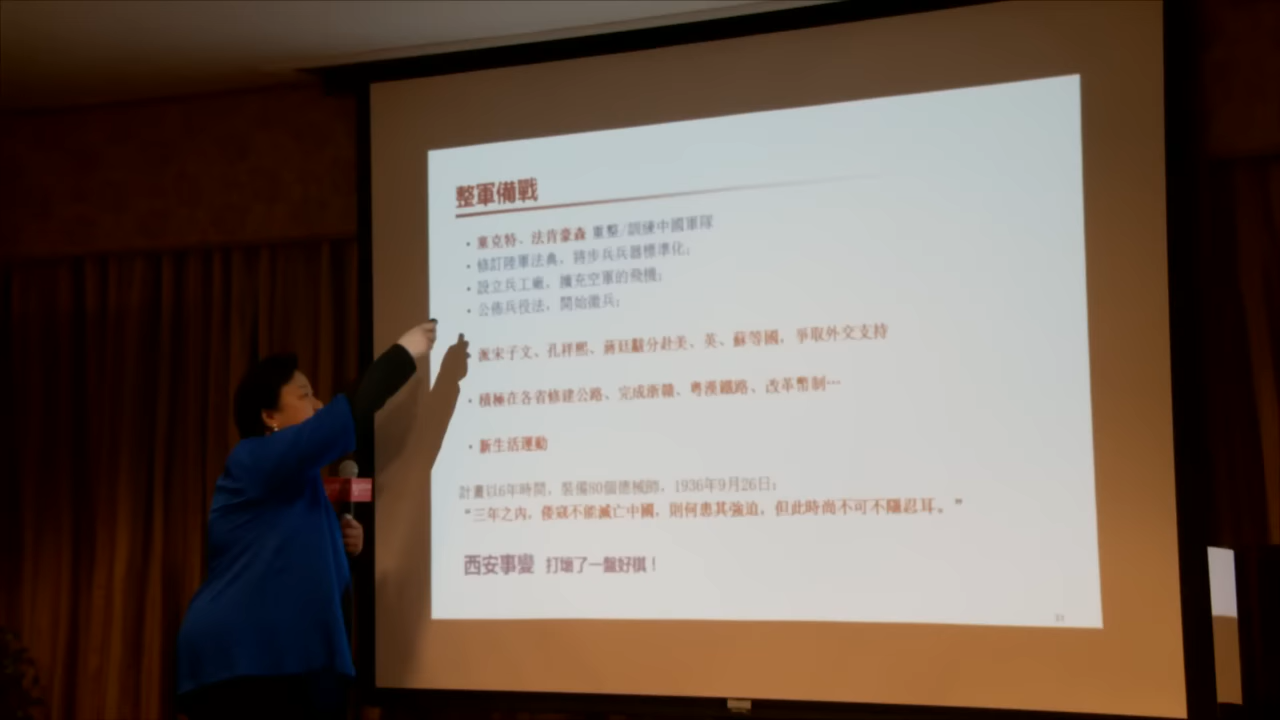 整軍備戰
• 塞克特、法肯豪森 重整/訓練中國軍隊
• 修訂陸軍法典，將步兵兵器標準化;
• 設立兵工廠，擴充空軍的飛機;
• 公佈兵役法，開始徵兵;
派宋子文、孔祥熙、蔣廷黻分赴美、英、蘇等國，爭取外交支持
• 積極在各省修建公路、完成浙贛、粵漢鐵路、改革幣制…
• 新生活運動
計畫以6年時間，裝備80個德械師，1936年9月26日:
“三年之內，倭寇不能滅亡中國，則何患其強迫，但此時尚不可不隱忍耳。”
西安事變 打壞了一盤好棋！